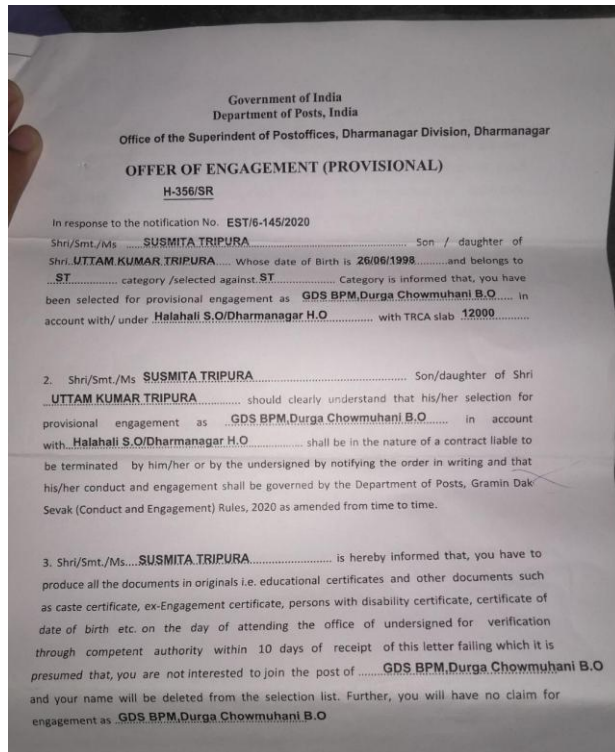 Government of India
Department of Posts, India
Office of the Superindent of Postoffices, Dharmanagar Division, Dharmanagar
OFFER OF ENGAGEMENT (PROVISIONAL)
H-356/SR
In response to the notification No. EST/6-145/2020
Shri/Smt./Ms ......SUSMITA TRIPURA.................................................. Son / daughter of
Shri..UTTAM KUMAR TRIPURA..... Whose date of Birth is 26/06/1998..........and belongs to
..ST............ category /selected against.ST.................... Category is informed that, you have
been selected for provisional engagement as GDS BPM,Durga Chowmuhani B.O..... in
account with/ under .Halahali S.O/Dharmanagar H.O............ with TRCA slab 12000..........
2. Shri/Smt./Ms SUSMITA TRIPURA.................................................. Son/daughter of Shri
UTTAM KUMAR TRIPURA............ should clearly understand that his/her selection for
provisional engagement as ....GDS BPM,Durga Chowmuhani B.O...... in account
with..Halahali S.O/Dharmanagar H.O.................. shall be in the nature of a contract liable to
be terminated by him/her or by the undersigned by notifying the order in writing and that
his/her conduct and engagement shall be governed by the Department of Posts, Gramin Dak
Sevak (Conduct and Engagement) Rules, 2020 as amended from time to time.
3. Shri/Smt./Ms....SUSMITA TRIPURA........................... is hereby informed that, you have to
produce all the documents in originals i.e. educational certificates and other documents such
as caste certificate, ex-Engagement certificate, persons with disability certificate, certificate of
date of birth etc. on the day of attending the office of undersigned for verification
through competent authority within 10 days of receipt of this letter failing which it is
presumed that, you are not interested to join the post of .........GDS BPM,Durga Chowmuhani B.O
and your name will be deleted from the selection list. Further, you will have no claim for
engagement as .GDS BPM,Durga Chowmuhani B.O